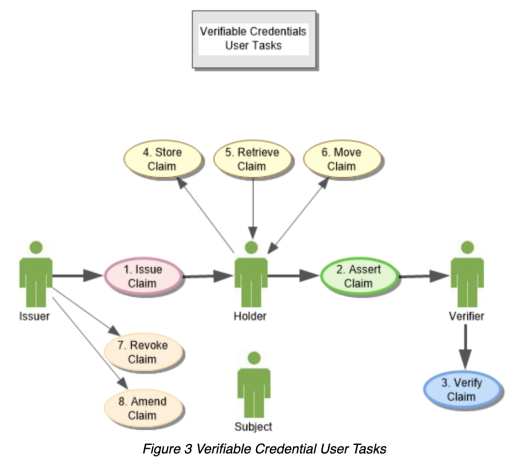 Verifiable Credentials
User Tasks
4. Store
Claim
5. Retrieve
Claim
6. Move
Claim
1. Issue
Claim
2. Assert
Claim
Issuer
Holder
Verifier
7. Revoke
Claim
3. Verify
Claim
8. Amend
Claim
Subject
Figure 3 Verifiable Credential User Tasks